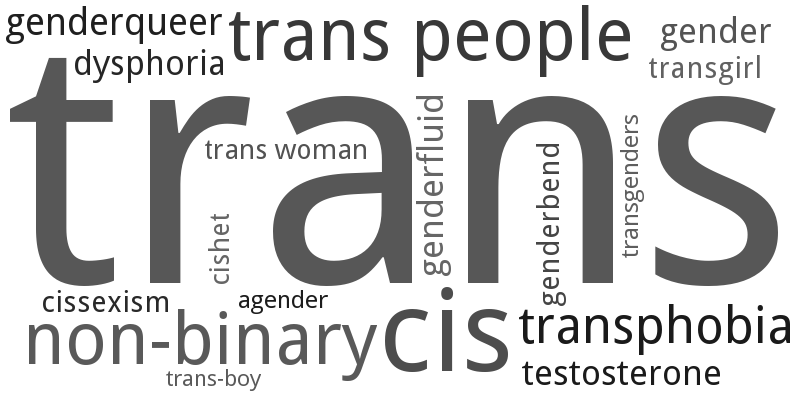 genderqueer
trans people
gender
dysphoria
transgirl
trans
trans woman
genderfluid
genderbend
transgenders
cishet
cissexism
agender
non-binary
cis
transphobia
trans-boy
testosterone